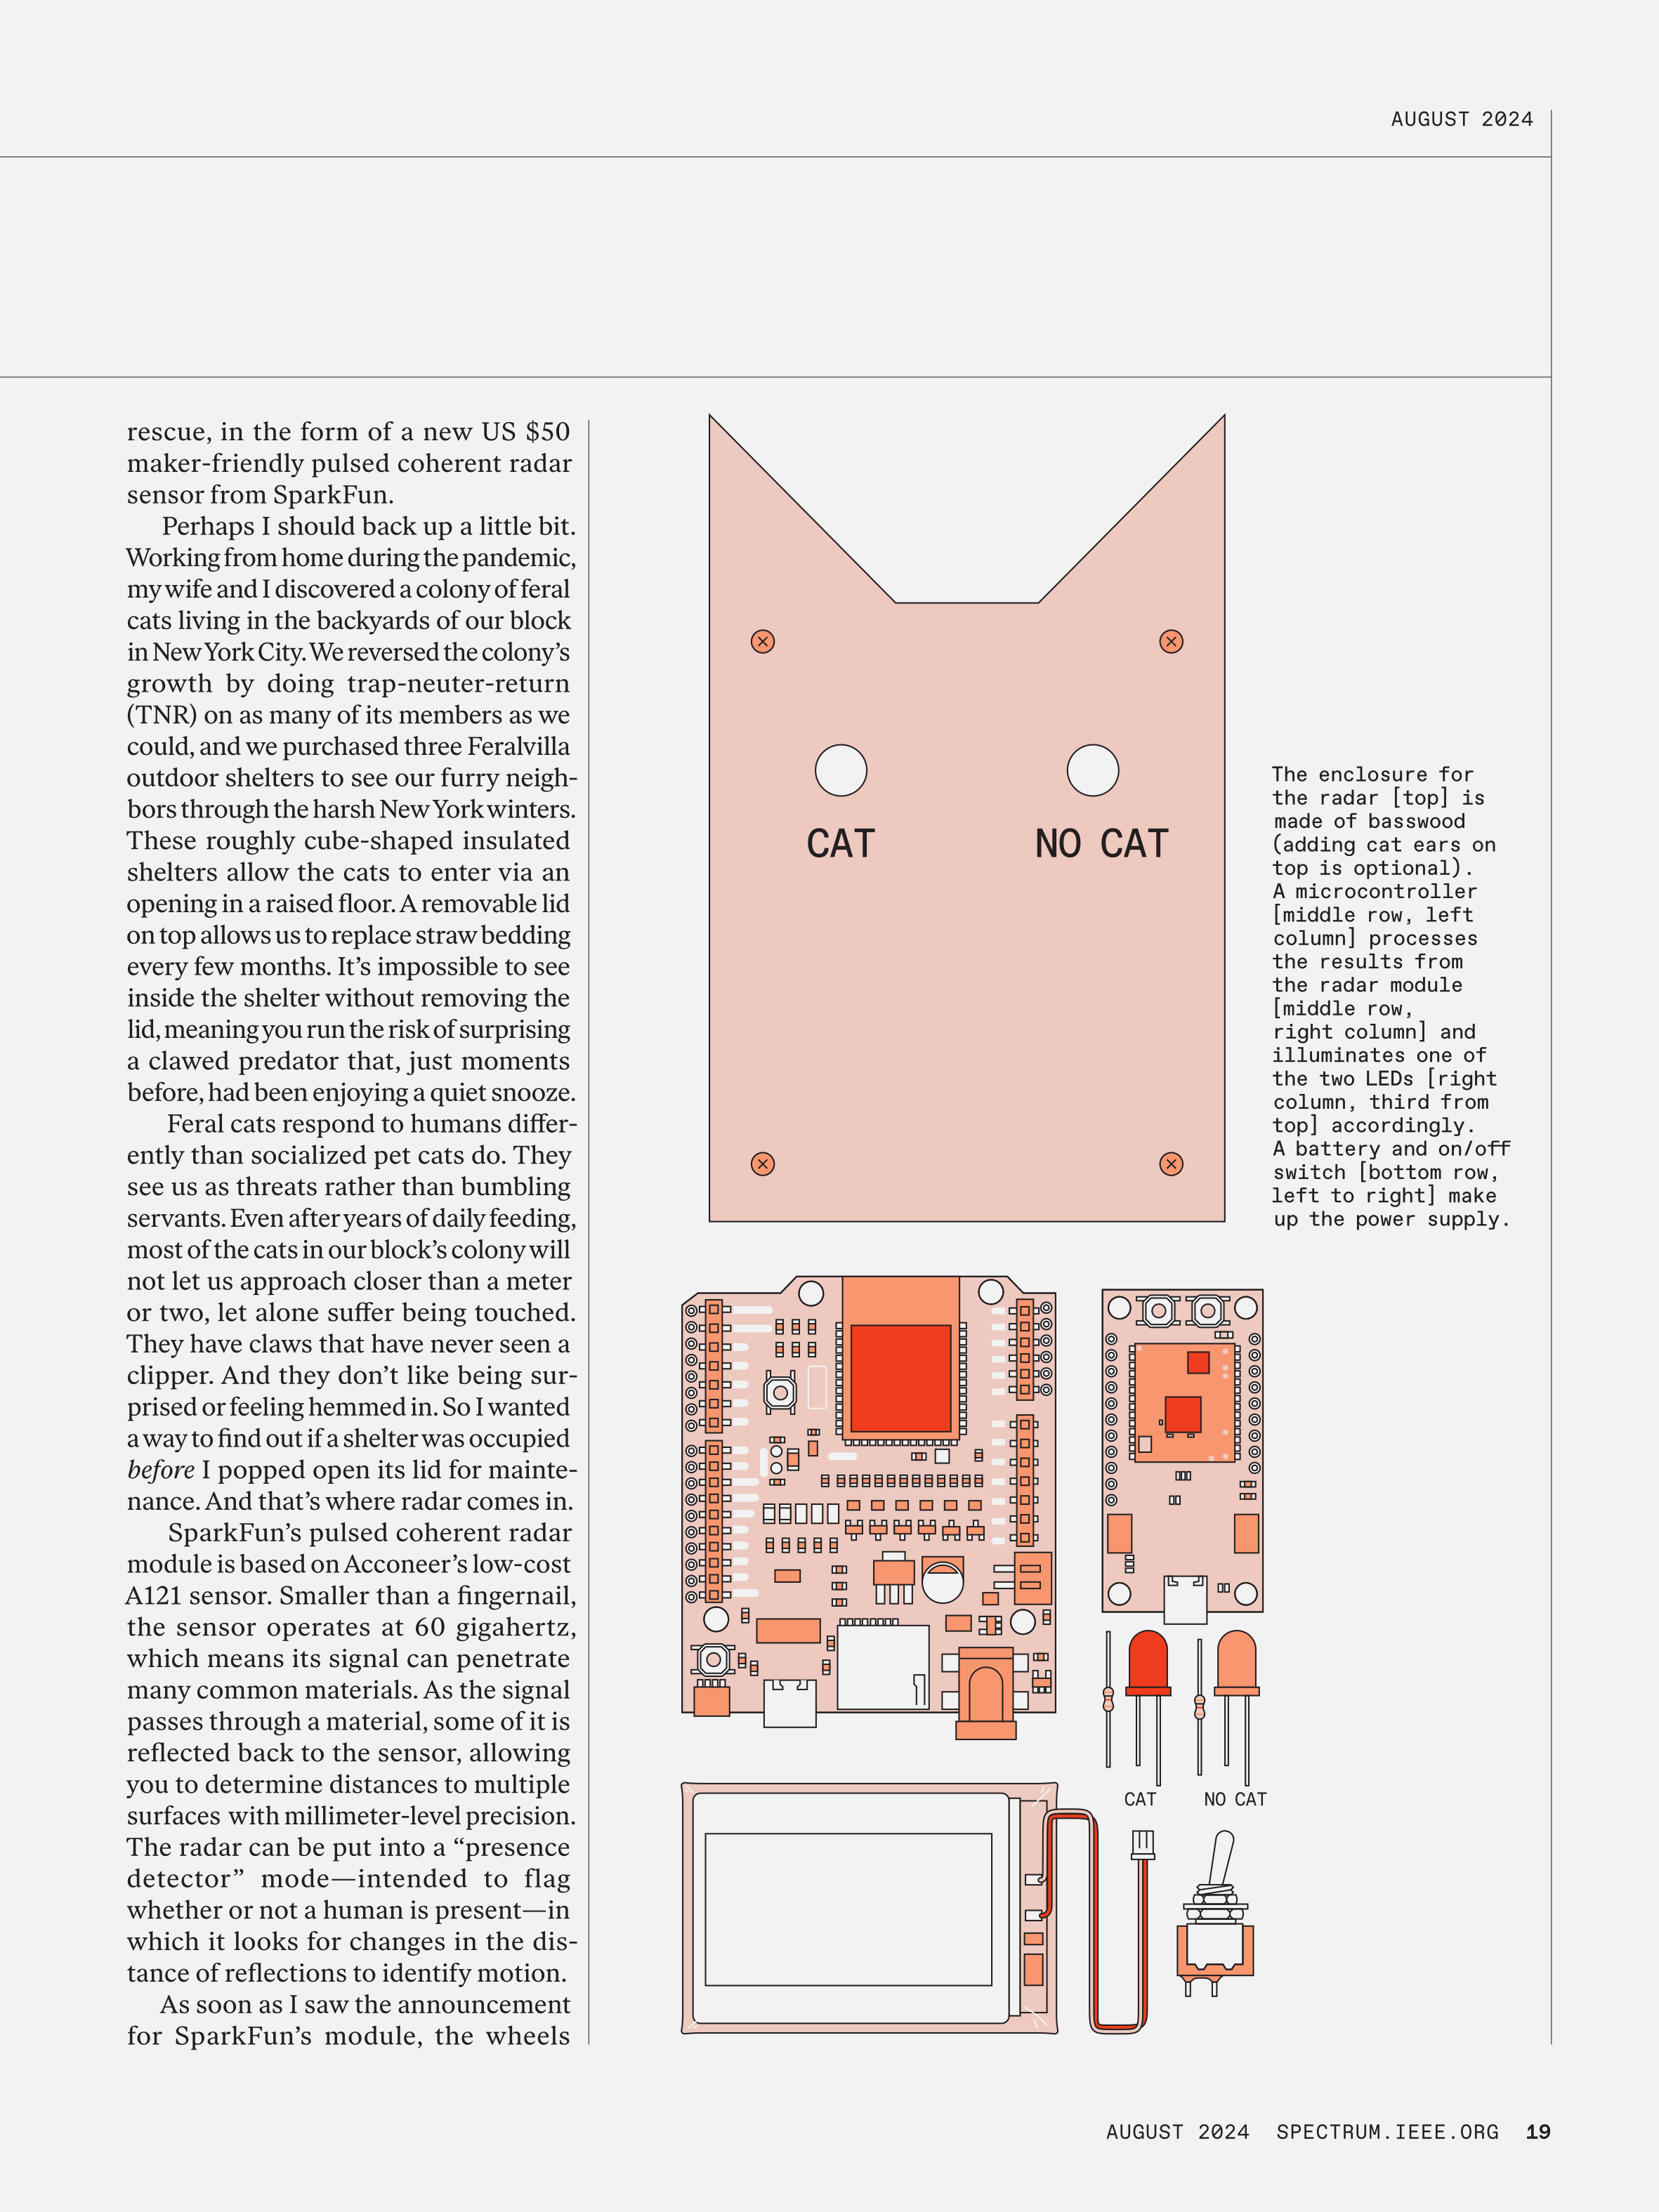 AUGUST 2024
rescue, in the form of a new US $50
maker-friendly pulsed coherent radar
sensor from SparkFun.
Perhaps I should back up a little bit.
Working from home during the pandemic,
my wife and I discovered a colony of feral
cats living in the backyards of our block
in New York City. We reversed the colony’s
growth by doing trap-neuter-return
(TNR) on as many of its members as we
could, and we purchased three Feralvilla
outdoor shelters to see our furry neigh-
bors through the harsh New York winters.
These roughly cube-shaped insulated
shelters allow the cats to enter via an
opening in a raised floor. A removable lid
on top allows us to replace straw bedding
every few months. It’s impossible to see
inside the shelter without removing the
lid, meaning you run the risk of surprising
a clawed predator that, just moments
before, had been enjoying a quiet snooze.
Feral cats respond to humans differ-
ently than socialized pet cats do. They
see us as threats rather than bumbling
servants. Even after years of daily feeding,
most of the cats in our block’s colony will
not let us approach closer than a meter
or two, let alone suffer being touched.
They have claws that have never seen a
clipper. And they don’t like being sur-
prised or feeling hemmed in. So I wanted
a way to find out if a shelter was occupied
before I popped open its lid for mainte-
nance. And that’s where radar comes in.
SparkFun’s pulsed coherent radar
module is based on Acconeer’s low-cost
A121 sensor. Smaller than a fingernail,
the sensor operates at 60 gigahertz,
which means its signal can penetrate
many common materials. As the signal
passes through a material, some of it is
reflected back to the sensor, allowing
you to determine distances to multiple
surfaces with millimeter-level precision.
The radar can be put into a “presence
detector” mode—intended to flag
whether or not a human is present—in
which it looks for changes in the dis-
tance of reflections to identify motion.
As soon as I saw the announcement
for SparkFun’s module, the wheels
CAT
NO CAT
The enclosure for
the radar [top] is
made of basswood
(adding cat ears on
top is optional).
A microcontroller
[middle row, left
column] processes
the results from
the radar module
[middle row,
right column] and
illuminates one of
the two LEDs [right
column, third from
top] accordingly.
A battery and on/off
switch [bottom row,
left to right] make
up the power supply.
CAT
NO CAT
AUGUST 2024 SPECTRUM.IEEE.ORG 19